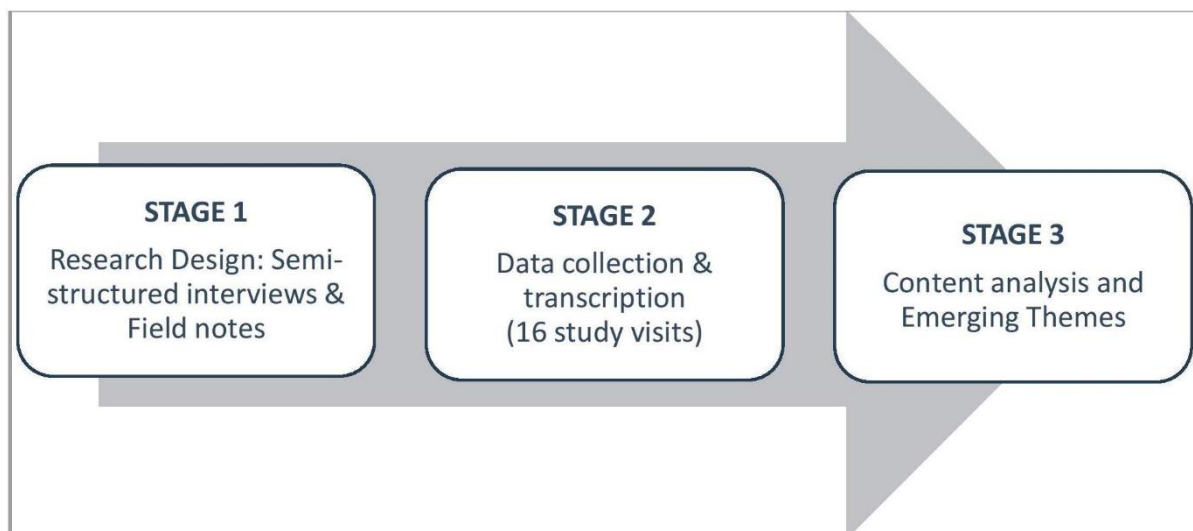 STAGE 1
Research Design: Semi-
structured interviews &
Field notes
STAGE 2
Data collection &
transcription
(16 study visits)
STAGE 3
Content analysis and
Emerging Themes